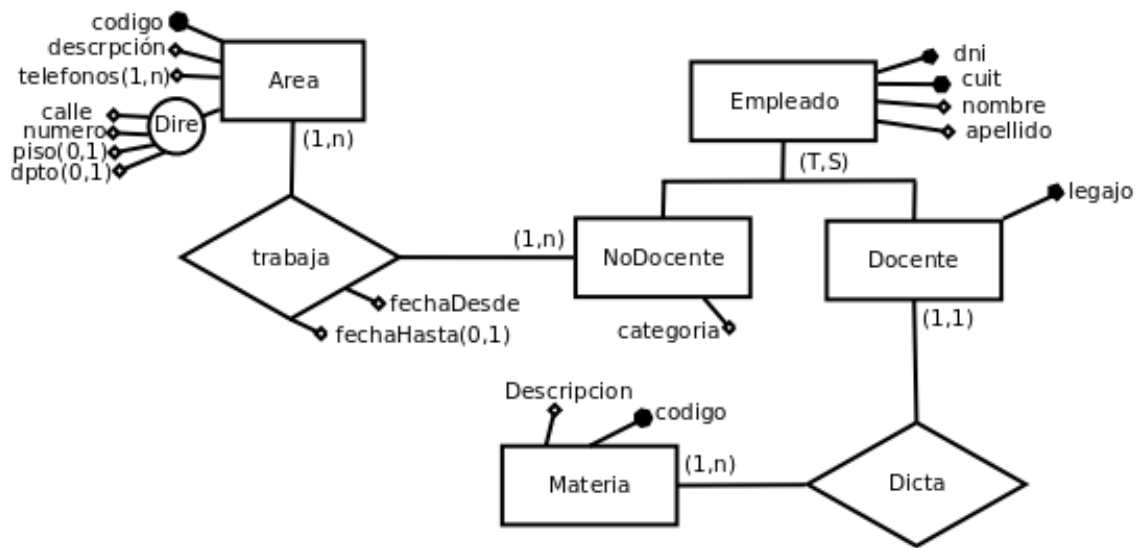 codigo
descrpción
telefonos(1,n)
Área
calle
numero
piso(0,1)
dpto(0,1)
Dire
(1,n)
dni
cuit
nombre
apellido
Empleado
(T,S)
legajo
trabaja
(1,n)
NoDocente
Docente
fechaDesde
fechaHasta(0,1)
categoria
(1,1)
Descripcion
codigo
Materia
(1,n)
Dicta